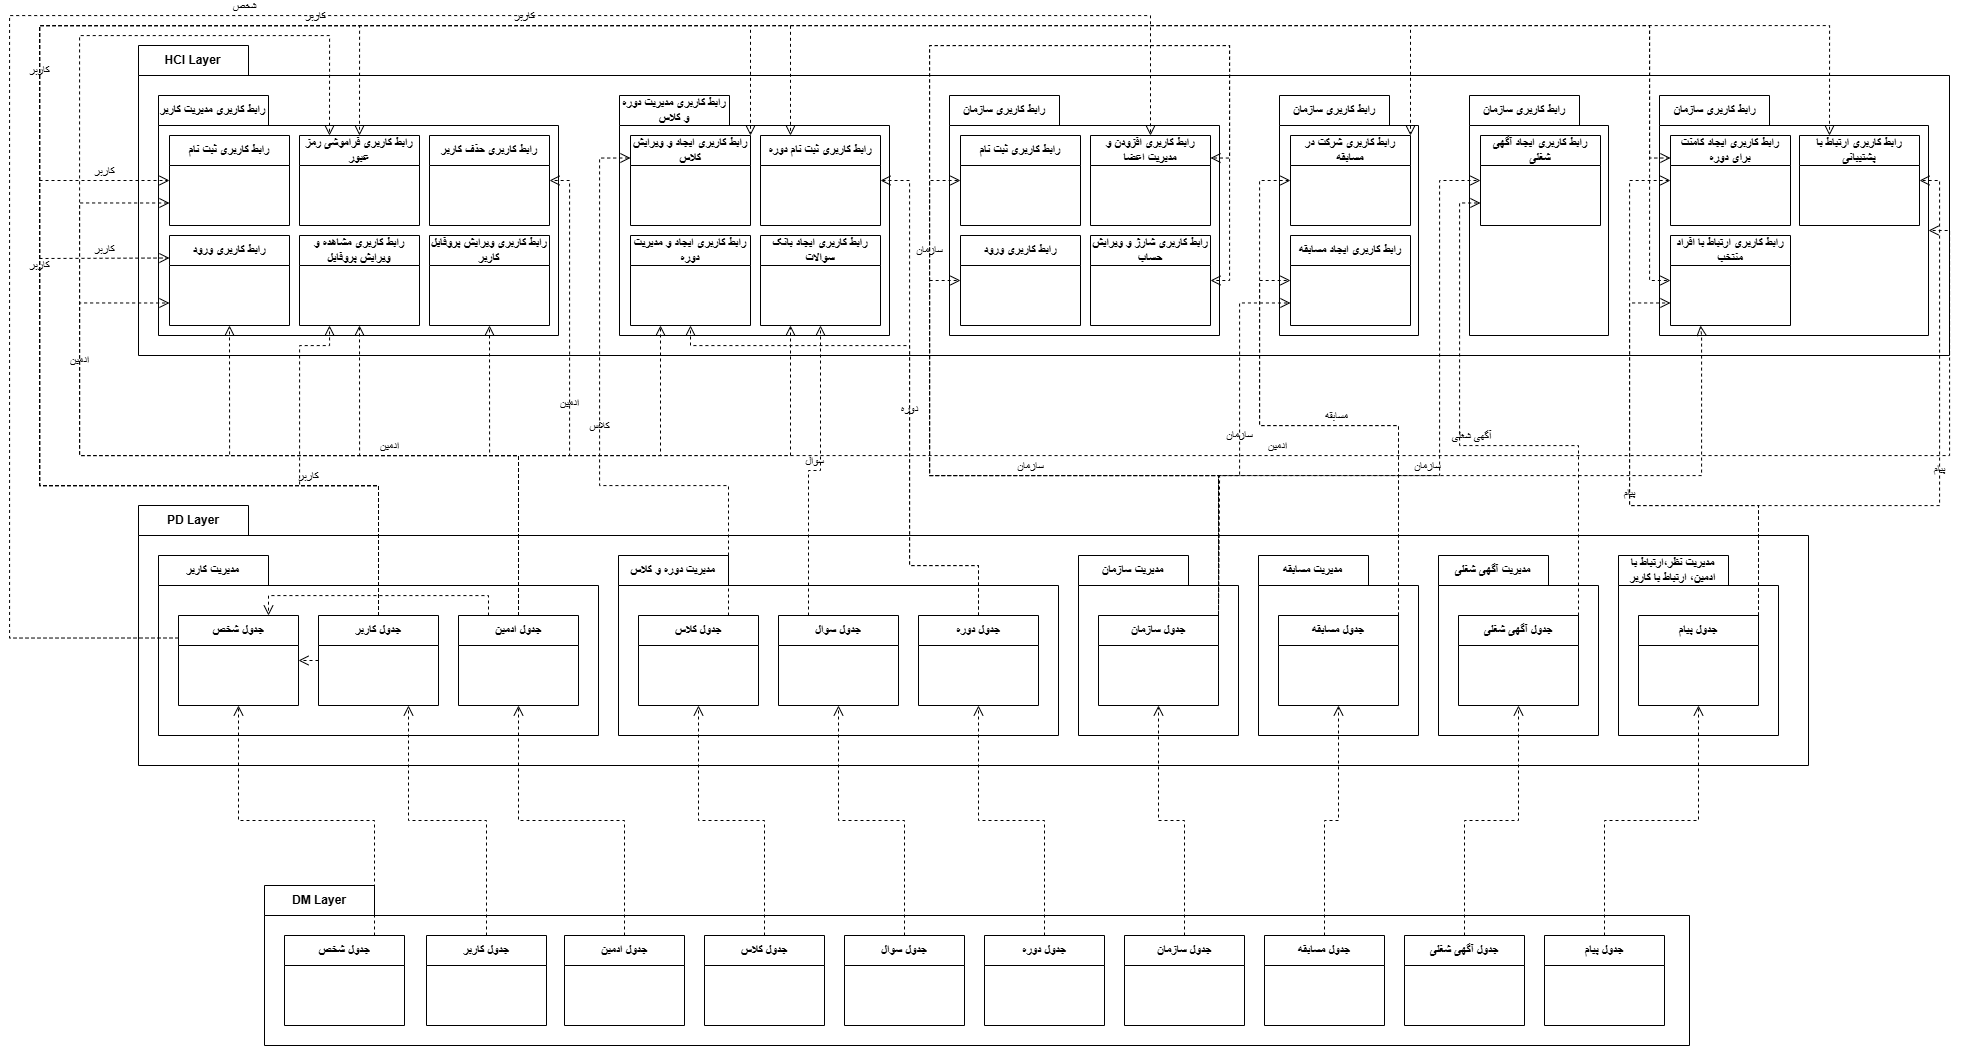 شخص
کاربر
کاربر
کاربر
HCI Layer
رابط کاربری مدیریت کاربر
رابط کاربری مدیریت دوره
و کلاس
رابط کاربری سازمان
رابط کاربری سازمان
رابط کاربری سازمان
رابط کاربری سازمان
رابط کاربری ثبت نام
رابط کاربری فراموشی رمز
عبور
رابط کاربری حذف کاربر
رابط کاربری ایجاد و ویرایش
کلاس
رابط کاربری ثبت نام دوره
رابط کاربری ثبت نام
رابط کاربری افزودن و
مدیریت اعضا
رابط کاربری شرکت در
مسابقه
رابط کاربری ایجاد آگهی
شغلی
رابط کاربری ایجاد کامنت
برای دوره
رابط کاربری ارتباط با
پشتیبانی
کاربر
کاربر
کاربر
رابط کاربری ورود
رابط کاربری مشاهده و
ویرایش پروفایل
رابط کاربری ویرایش پروفایل
کاربر
رابط کاربری ایجاد و مدیریت
دوره
رابط کاربری ایجاد بانک
سوالات
سازمان
رابط کاربری ورود
رابط کاربری شارژ و ویرایش
حساب
رابط کاربری ایجاد مسابقه
رابط کاربری ارتباط با افراد
منتخب
ادمین
ادمین
دوره
مسابقه
کلاس
سازمان
آگهی شغلی
ادمین
ادمین
سوال
سازمان
سازمان
پیام
کاربر
پیام
PD Layer
مدیریت کاربر
مدیریت دوره و کلاس
مدیریت سازمان
مدیریت مسابقه
مدیریت آگهی شغلی
مدیریت نظر،ارتباط با
ادمین، ارتباط با کاربر
جدول شخص
جدول کاربر
جدول ادمین
جدول کلاس
جدول سوال
جدول دوره
جدول سازمان
جدول مسابقه
جدول آگهی شغلی
جدول پیام
DM Layer
جدول شخص
جدول کاربر
جدول ادمین
جدول کلاس
جدول سوال
جدول دوره
جدول سازمان
جدول مسابقه
جدول آگهی شغلی
جدول پیام